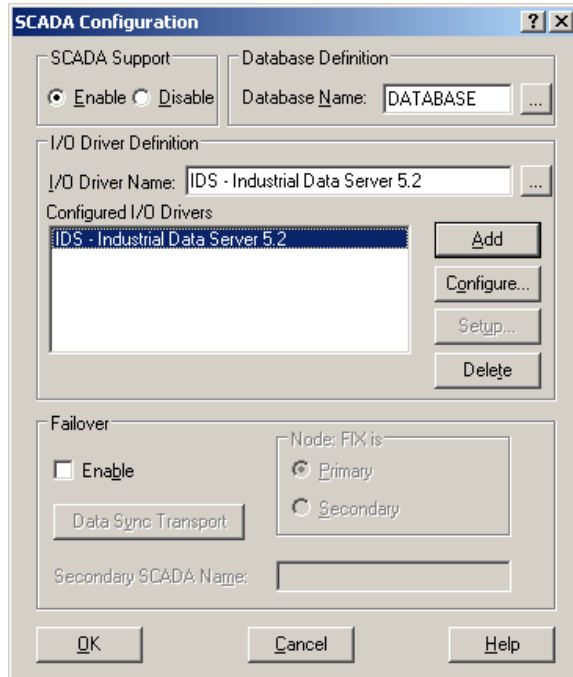 SCADA Configuration
SCADA Support
Enable
Disable
Database Definition
Database Name:
DATABASE
...
I/O Driver Definition
I/O Driver Name:
IDS - Industrial Data Server 5.2
...
Configured I/O Drivers
IDS - Industrial Data Server 5.2
Add
Configure...
Setup...
Delete
Failover
Enable
Node: FIX is
Primary
Secondary
Data Sync Transport
Secondary SCADA Name:
OK
Cancel
Help